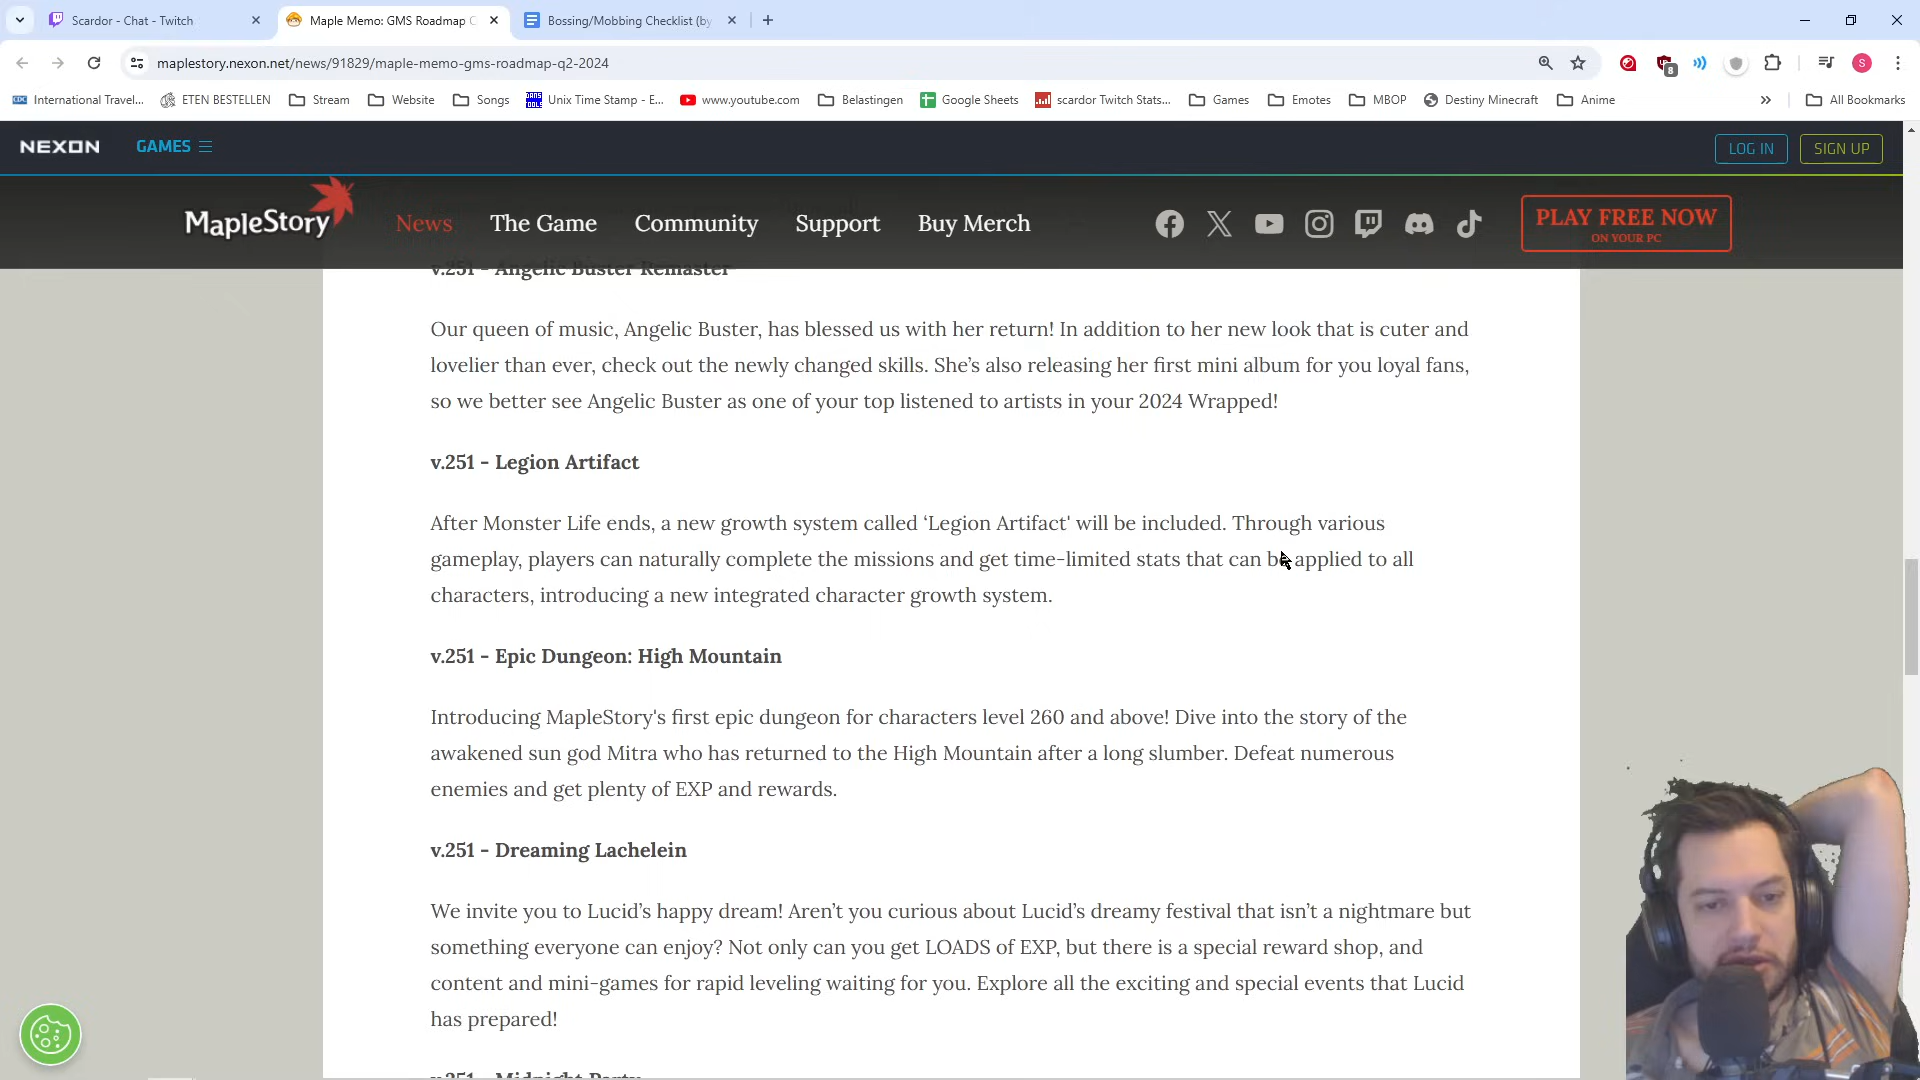 Scardor - Chat - Twitch
Maple Memo: GMS Roadmap
Bossing/Mobbing Checklist (by
maplestory.nexon.net/news/91829/maple-memo-gms-roadmap-q2-2024
8
S
International Travel...
ETEN BESTELLEN
Stream
Website
Songs
Unix Time Stamp - E...
www.youtube.com
Belastingen
Google Sheets
scardor Twitch Stats...
Games
Emotes
MBOP
Destiny Minecraft
Anime
All Bookmarks
NEXON
GAMES
LOG IN
SIGN UP
MapleStory
News
The Game
Community
Support
Buy Merch
PLAY FREE NOW
ON YOUR PC
v.251 - Angelic Buster Remaster
Our queen of music, Angelic Buster, has blessed us with her return! In addition to her new look that is cuter and
lovelier than ever, check out the newly changed skills. She’s also releasing her first mini album for you loyal fans,
so we better see Angelic Buster as one of your top listened to artists in your 2024 Wrapped!
v.251 - Legion Artifact
After Monster Life ends, a new growth system called ‘Legion Artifact' will be included. Through various
gameplay, players can naturally complete the missions and get time-limited stats that can be applied to all
characters, introducing a new integrated character growth system.
v.251 - Epic Dungeon: High Mountain
Introducing MapleStory's first epic dungeon for characters level 260 and above! Dive into the story of the
awakened sun god Mitra who has returned to the High Mountain after a long slumber. Defeat numerous
enemies and get plenty of EXP and rewards.
v.251 - Dreaming Lachelein
We invite you to Lucid’s happy dream! Aren’t you curious about Lucid’s dreamy festival that isn’t a nightmare but
something everyone can enjoy? Not only can you get LOADS of EXP, but there is a special reward shop, and
content and mini-games for rapid leveling waiting for you. Explore all the exciting and special events that Lucid
has prepared!
v.251 - Midnight Party